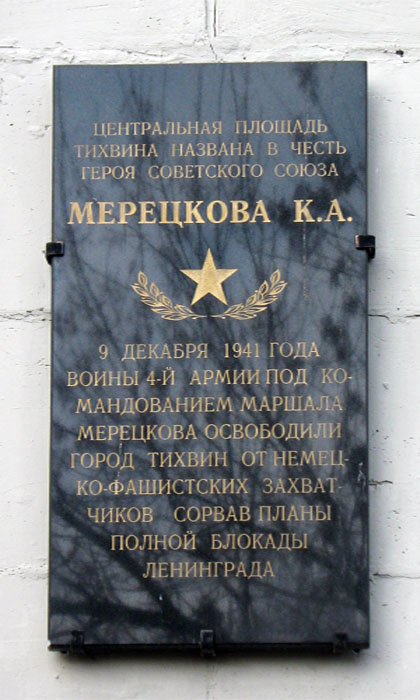 ЦЕНТРАЛЬНАЯ ПЛОЩАДЬ
ТИХВИНА НАЗВАНА В ЧЕСТЬ
ГЕРОЯ СОВЕТСКОГО СОЮЗА
МЕРЕЦКОВА К.А.
9 ДЕКАБРЯ 1941 ГОДА
ВОИНЫ 4-Й АРМИИ ПОД КО-
МАНДОВАНИЕМ МАРШАЛА
МЕРЕЦКОВА ОСВОБОДИЛИ
ГОРОД ТИХВИН ОТ НЕМЕЦ-
КО-ФАШИСТСКИХ ЗАХВАТ-
ЧИКОВ СОРВАВ ПЛАНЫ
ПОЛНОЙ БЛОКАДЫ
ЛЕНИНГРАДА